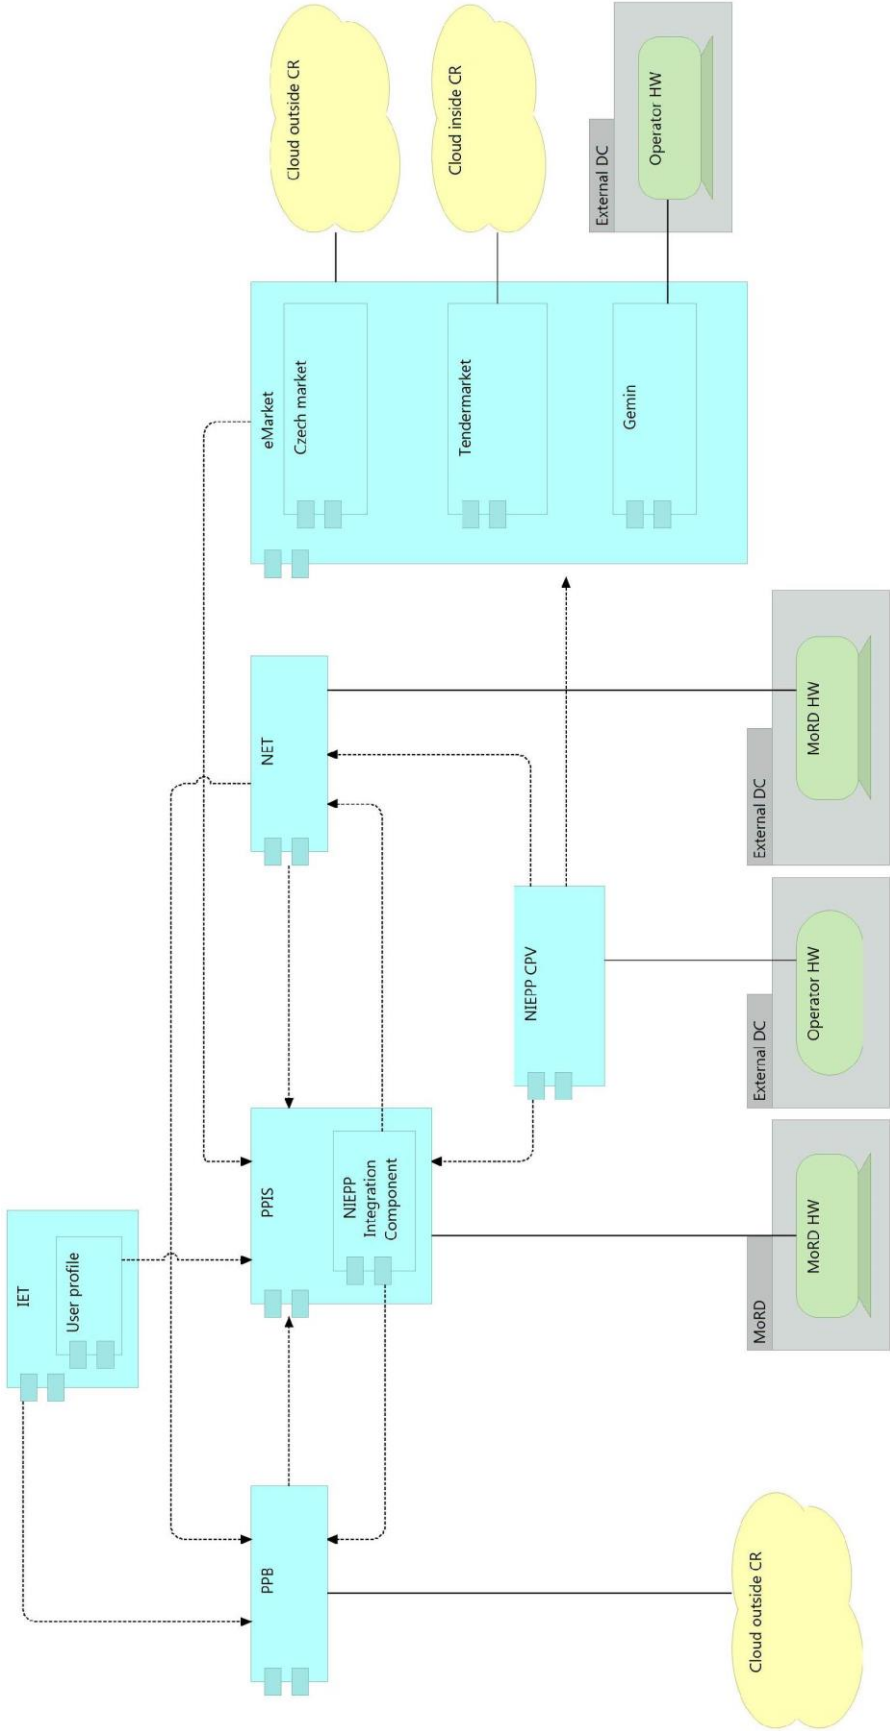 IET
User profile
PPB
PPIS
NIEPP
Integration
Component
NET
eMarket
Czech market
Tendermarket
Gemin
Cloud outside CR
Cloud inside CR
External DC
Operator HW
NIEPP CPV
Cloud outside CR
MoRD
MoRD HW
External DC
Operator HW
External DC
MoRD HW